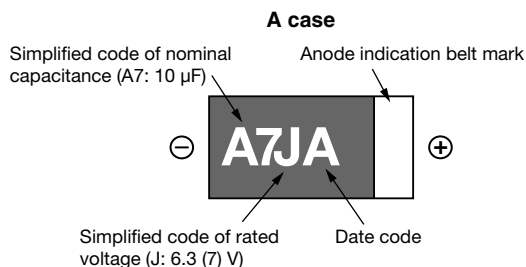 A case
Simplified code of nominal
capacitance (A7: 10 µF)
Anode indication belt mark
⊖
A7JA
⊕
Simplified code of rated
voltage (J: 6.3 (7) V)
Date code